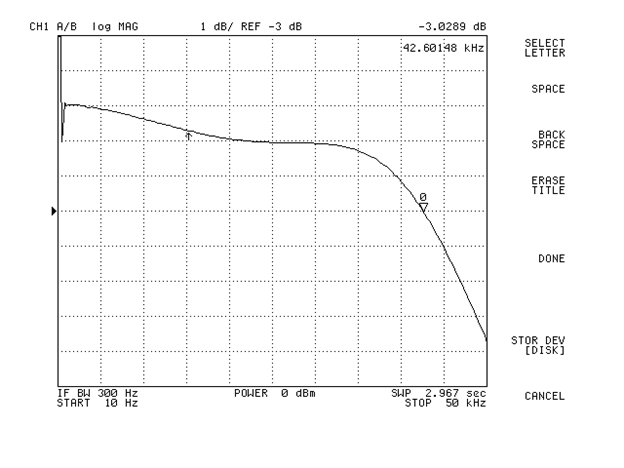 CH1 A/B log MAG 1 dB/ REF -3 dB -3.0289 dB
42.60148 kHz
SELECT
LETTER
SPACE
BACK
SPACE
ERASE
TITLE
0
DONE
STOR DEV
[DISK]
IF BW 300 Hz POWER 0 dBm SWP 2.967 sec
START 10 Hz STOP 50 kHz
CANCEL